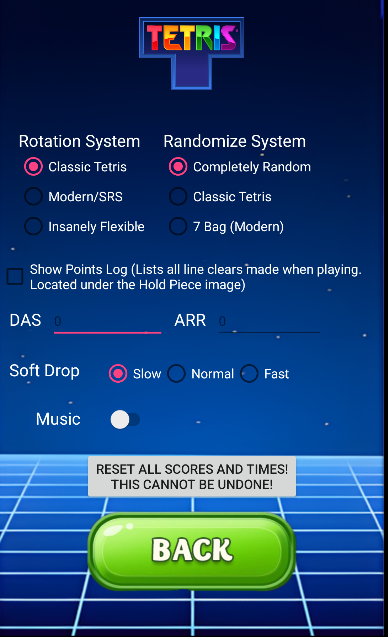 TETRIS
Rotation System
Randomize System
Classic Tetris
Completely Random
Modern/SRS
Classic Tetris
Insanely Flexible
7 Bag (Modern)
Show Points Log (Lists all line clears made when playing.
Located under the Hold Piece image)
DAS 0 ARR 0
Soft Drop Slow Normal Fast
Music
RESET ALL SCORES AND TIMES!
THIS CANNOT BE UNDONE!
BACK